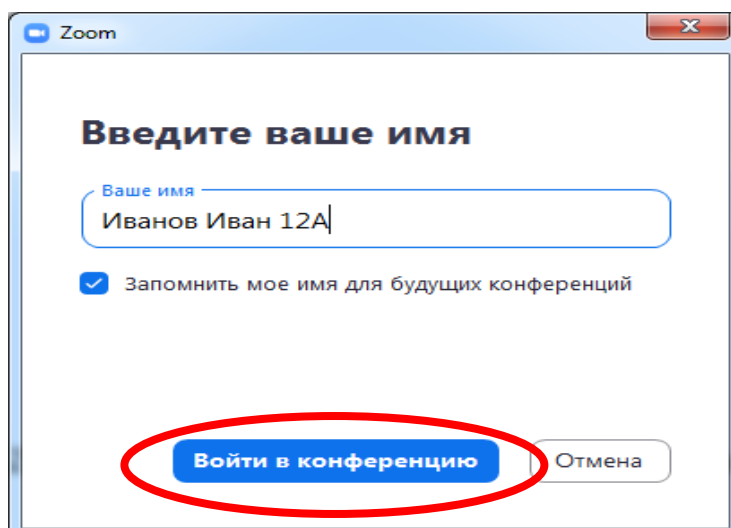 Zoom
Введите ваше имя
Ваше имя
Иванов Иван 12А
Запомнить мое имя для будущих конференций
Войти в конференцию
Отмена